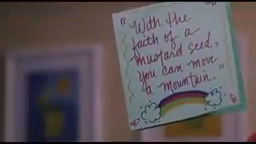 "With the
faith of a
mustard seed,
you can move
a mountain."